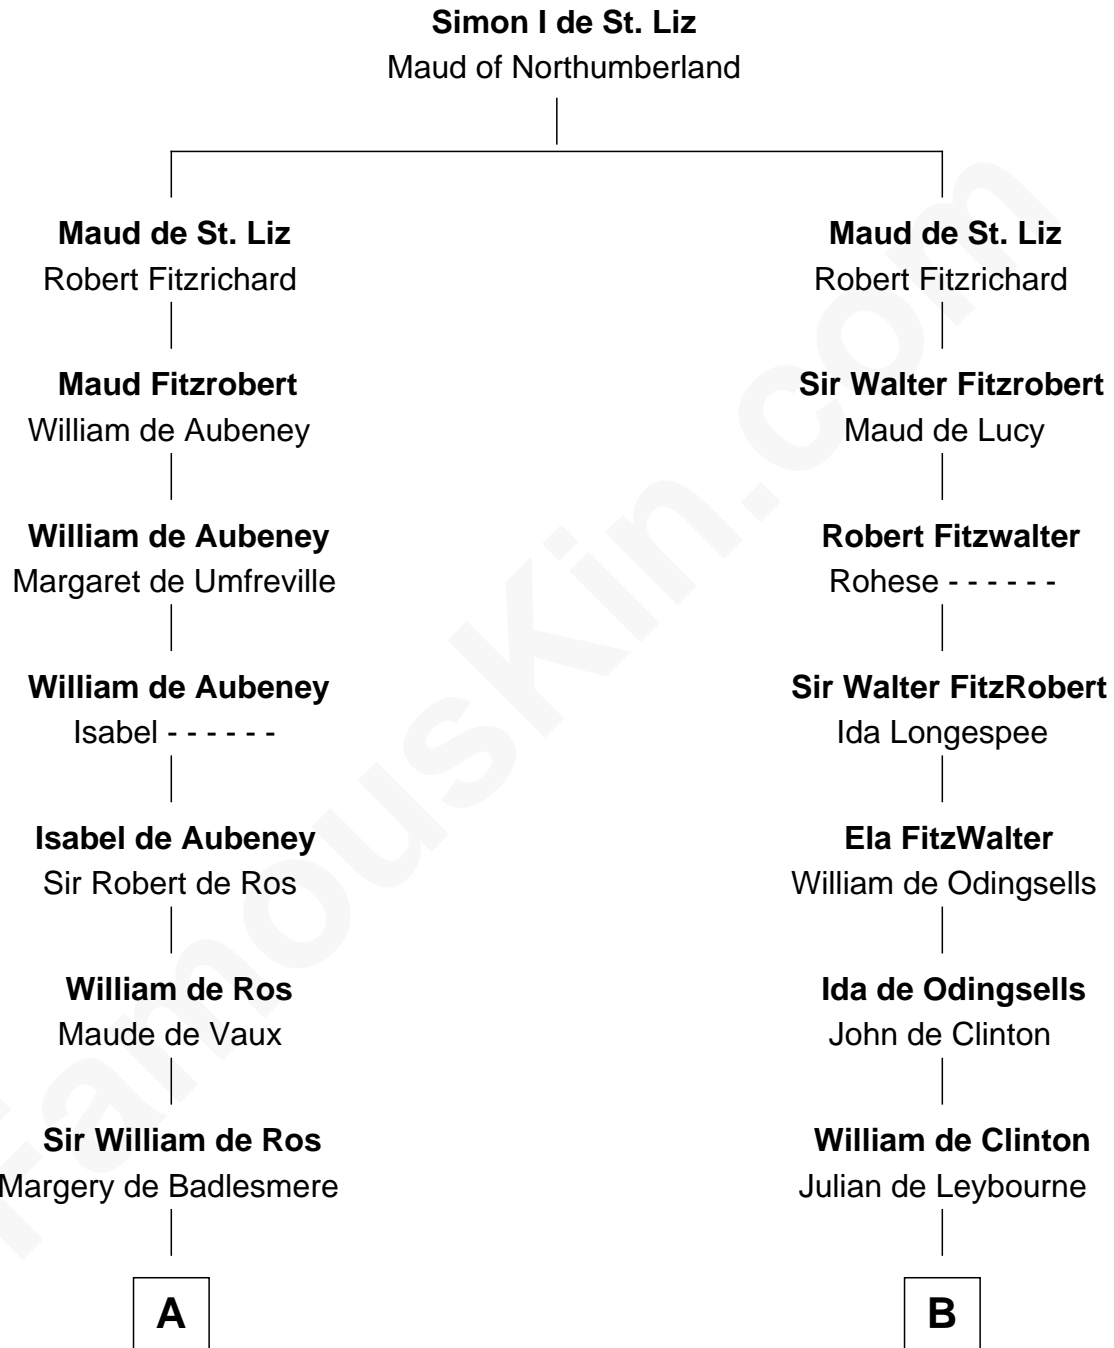 Simon I de St. Liz
Maud of Northumberland
Maud de St. Liz
Robert Fitzrichard
Maud Fitzrobert
William de Aubeney
William de Aubeney
Margaret de Umfreville
William de Aubeney
Isabel - - - - - -
Isabel de Aubeney
Sir Robert de Ros
William de Ros
Maude de Vaux
Sir William de Ros
Margery de Badlesmere
A
Maud de St. Liz
Robert Fitzrichard
Sir Walter Fitzrobert
Maud de Lucy
Robert Fitzwalter
Rohese - - - - - -
Sir Walter FitzRobert
Ida Longespee
Ela FitzWalter
William de Odingsells
Ida de Odingsells
John de Clinton
William de Clinton
Julian de Leybourne
B
FamousKin.com